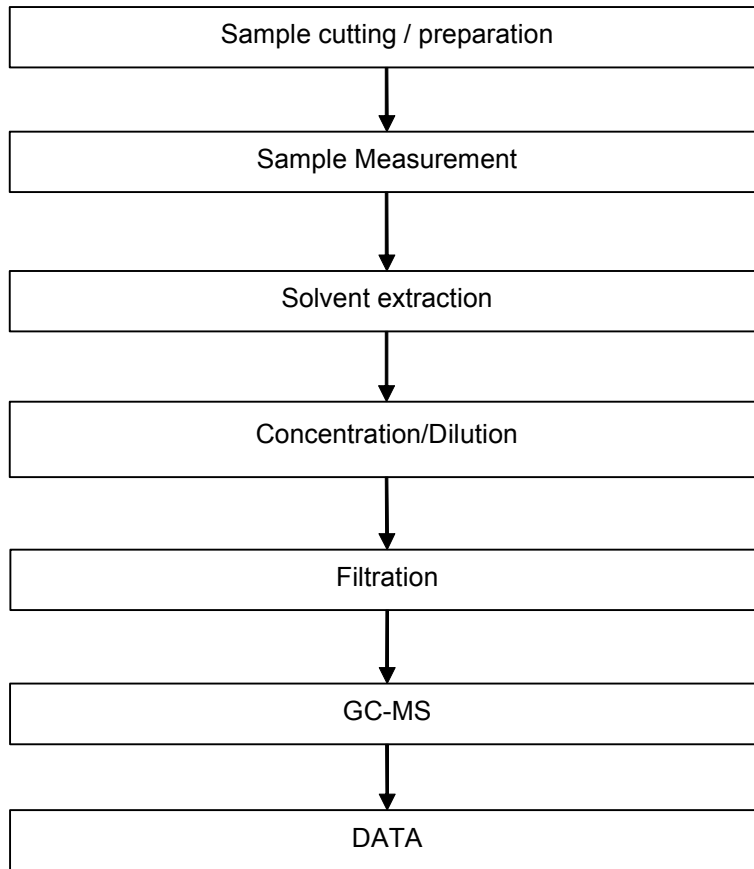 Sample cutting / preparation
Sample Measurement
Solvent extraction
Concentration/Dilution
Filtration
GC-MS
DATA